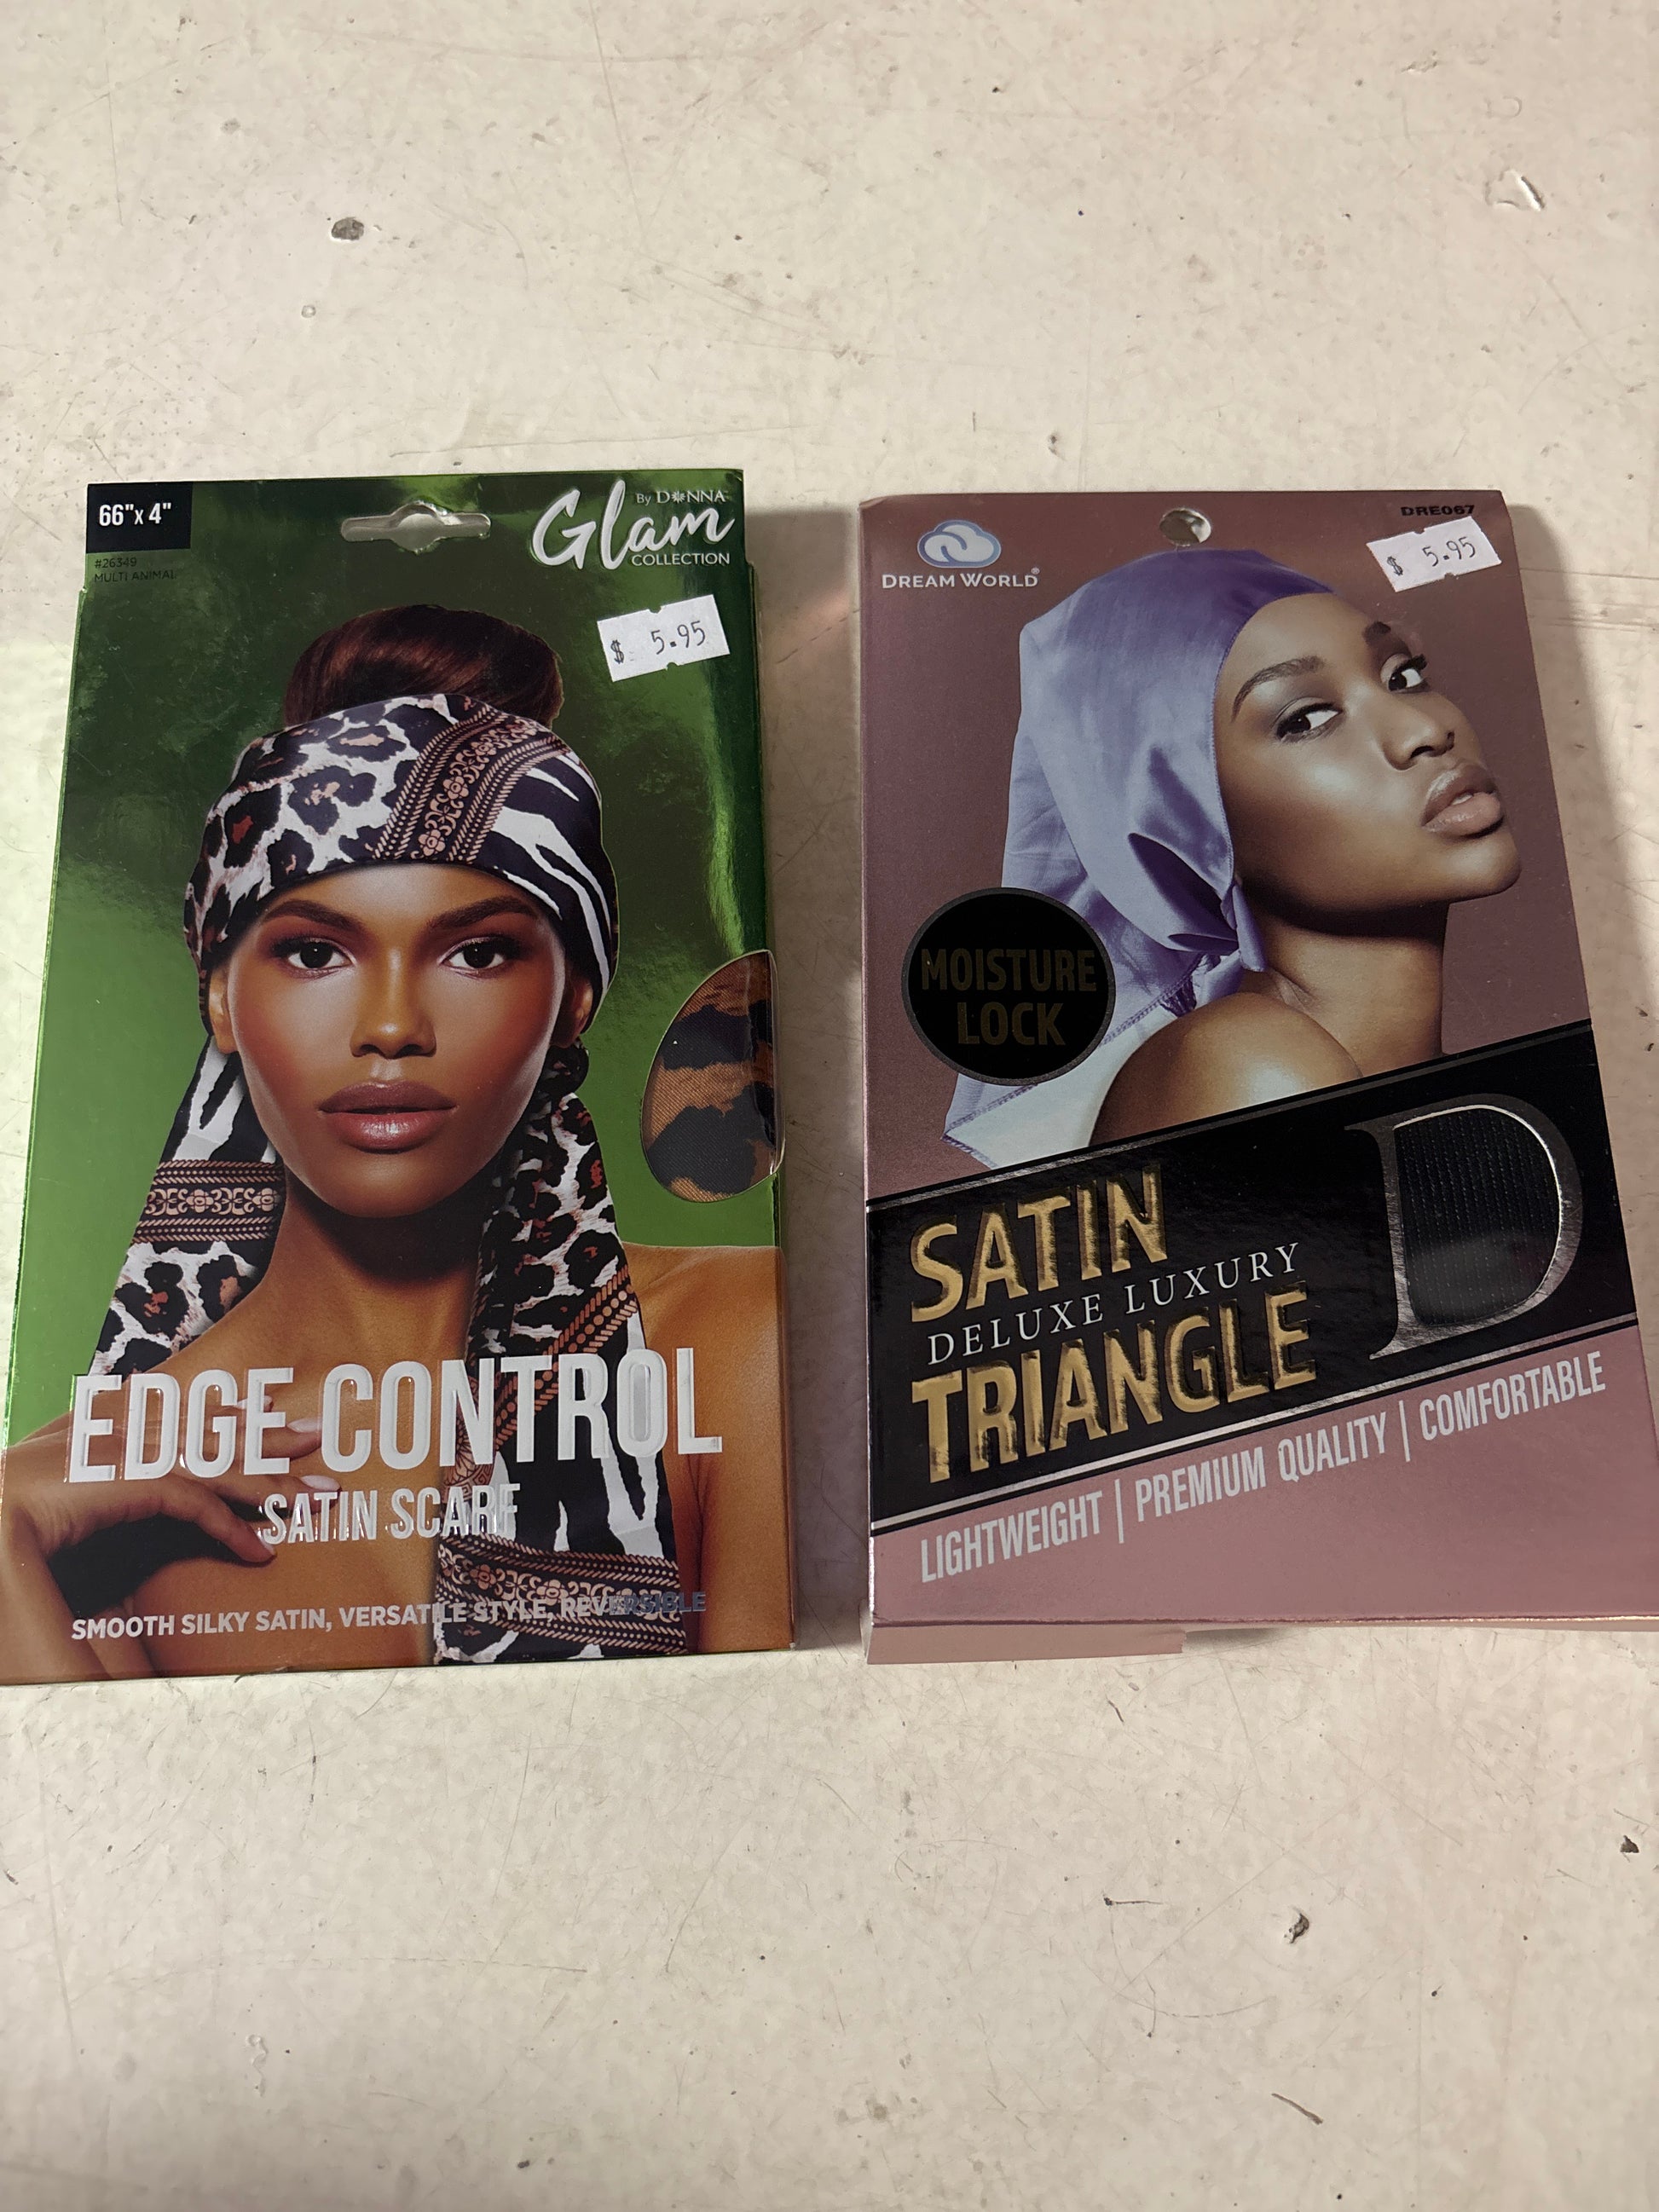 66" x 4"
#26349
MULTI ANIMAL
By DONNA
Glam
COLLECTION
$ 5.95
EDGE CONTROL
SATIN SCARF
SMOOTH SILKY SATIN, VERSATILE STYLE, REVERSIBLE
DRE067
DREAM WORLD®
$ 5.95
MOISTURE
LOCK
SATIN
DELUXE LUXURY
TRIANGLE
D
LIGHTWEIGHT | PREMIUM QUALITY | COMFORTABLE